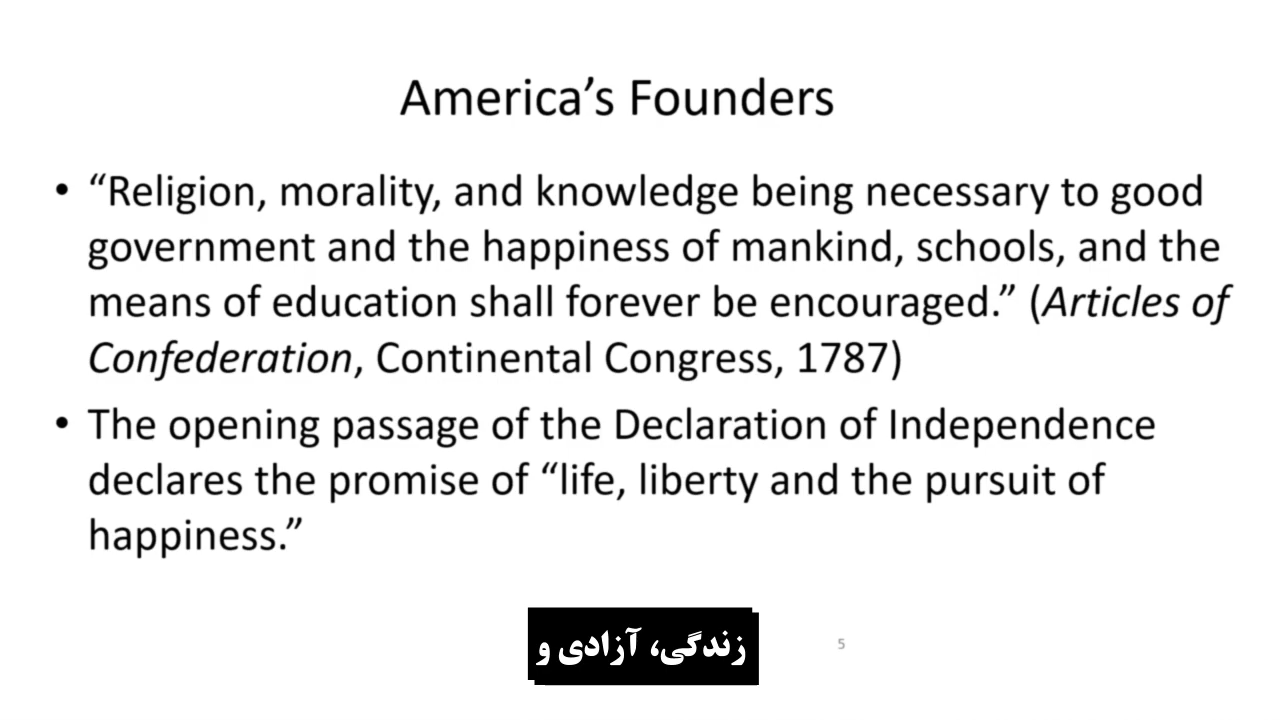 America’s Founders
• “Religion, morality, and knowledge being necessary to good
government and the happiness of mankind, schools, and the
means of education shall forever be encouraged.” (Articles of
Confederation, Continental Congress, 1787)
• The opening passage of the Declaration of Independence
declares the promise of “life, liberty and the pursuit of
happiness.”
زندگی، آزادی و
5